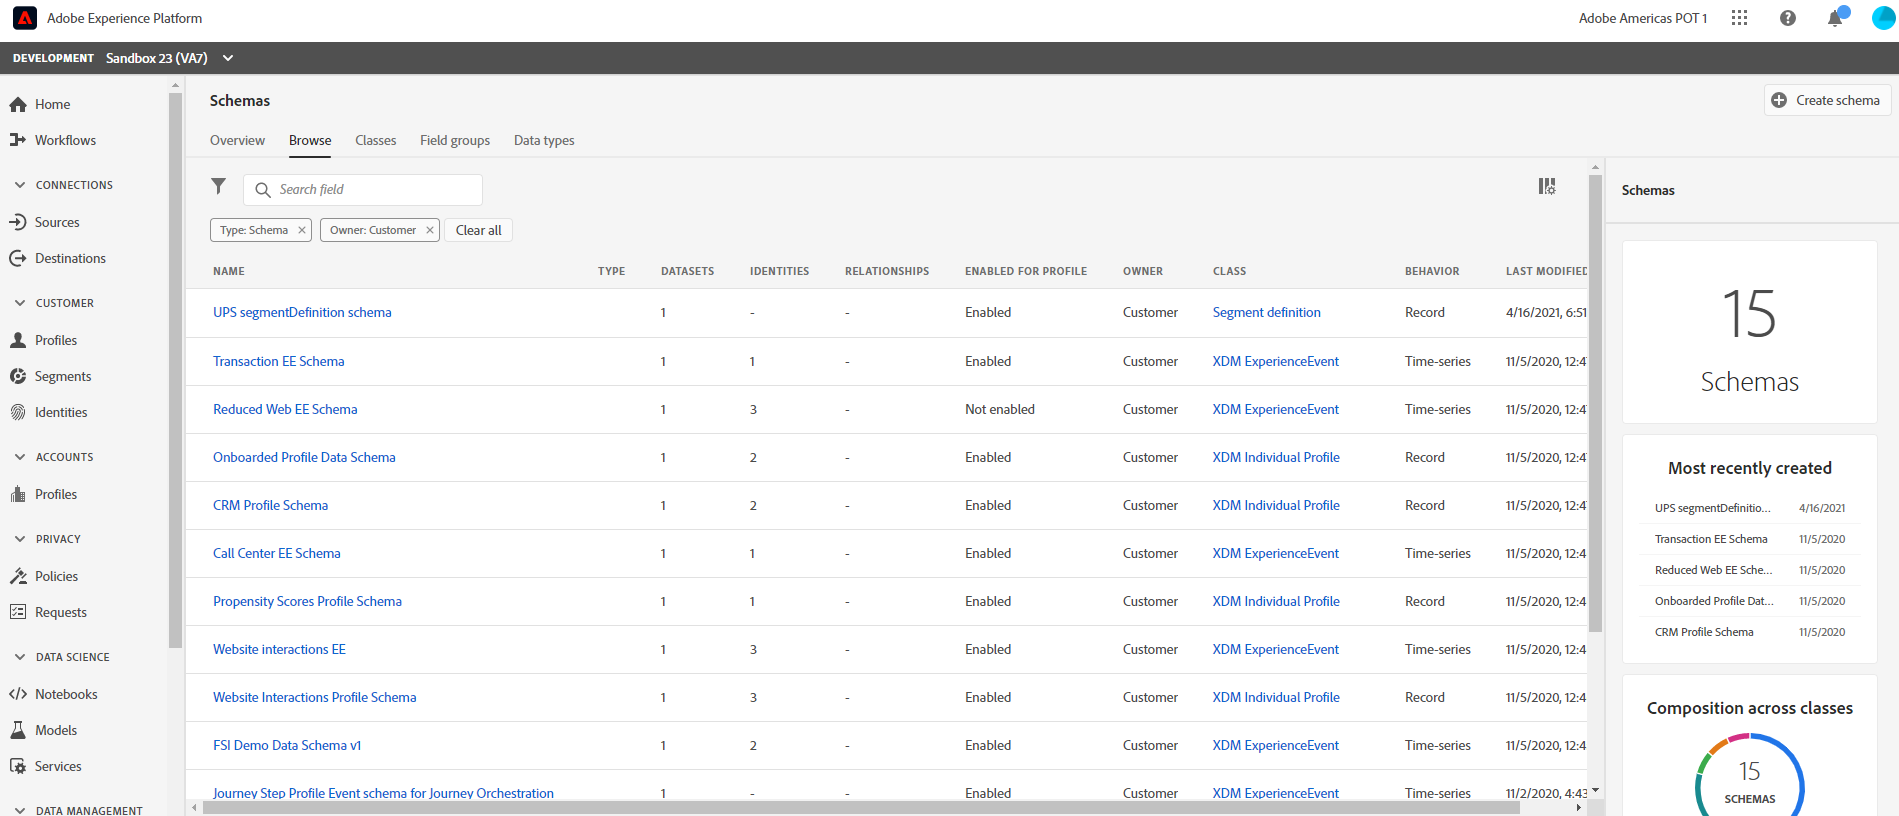 Adobe Experience Platform
Adobe Americas POT 1
DEVELOPMENT Sandbox 23 (VA7)
Home
Workflows
CONNECTIONS
Sources
Destinations
CUSTOMER
Profiles
Segments
Identities
ACCOUNTS
Profiles
PRIVACY
Policies
Requests
DATA SCIENCE
Notebooks
Models
Services
DATA MANAGEMENT
Schemas
Create schema
Overview Browse Classes Field groups Data types
Search field
Type: Schema × Owner: Customer × Clear all
NAME TYPE DATASETS IDENTITIES RELATIONSHIPS ENABLED FOR PROFILE OWNER CLASS BEHAVIOR LAST MODIFIED
UPS segmentDefinition schema 1 - - Enabled Customer Segment definition Record 4/16/2021, 6:51
Transaction EE Schema 1 1 - Enabled Customer XDM ExperienceEvent Time-series 11/5/2020, 12:4
Reduced Web EE Schema 1 3 - Not enabled Customer XDM ExperienceEvent Time-series 11/5/2020, 12:4
Onboarded Profile Data Schema 1 2 - Enabled Customer XDM Individual Profile Record 11/5/2020, 12:4
CRM Profile Schema 1 2 - Enabled Customer XDM Individual Profile Record 11/5/2020, 12:4
Call Center EE Schema 1 1 - Enabled Customer XDM ExperienceEvent Time-series 11/5/2020, 12:4
Propensity Scores Profile Schema 1 1 - Enabled Customer XDM Individual Profile Record 11/5/2020, 12:4
Website interactions EE 1 3 - Enabled Customer XDM ExperienceEvent Time-series 11/5/2020, 12:4
Website Interactions Profile Schema 1 3 - Enabled Customer XDM Individual Profile Record 11/5/2020, 12:4
FSI Demo Data Schema v1 1 2 - Enabled Customer XDM ExperienceEvent Time-series 11/5/2020, 12:4
Journey Step Profile Event schema for Journey Orchestration 1 - - Enabled Customer XDM ExperienceEvent Time-series 11/2/2020, 4:43
Schemas
15
Schemas
Most recently created
UPS segmentDefinitio... 4/16/2021
Transaction EE Schema 11/5/2020
Reduced Web EE Sche... 11/5/2020
Onboarded Profile Dat... 11/5/2020
CRM Profile Schema 11/5/2020
Composition across classes
15
SCHEMAS